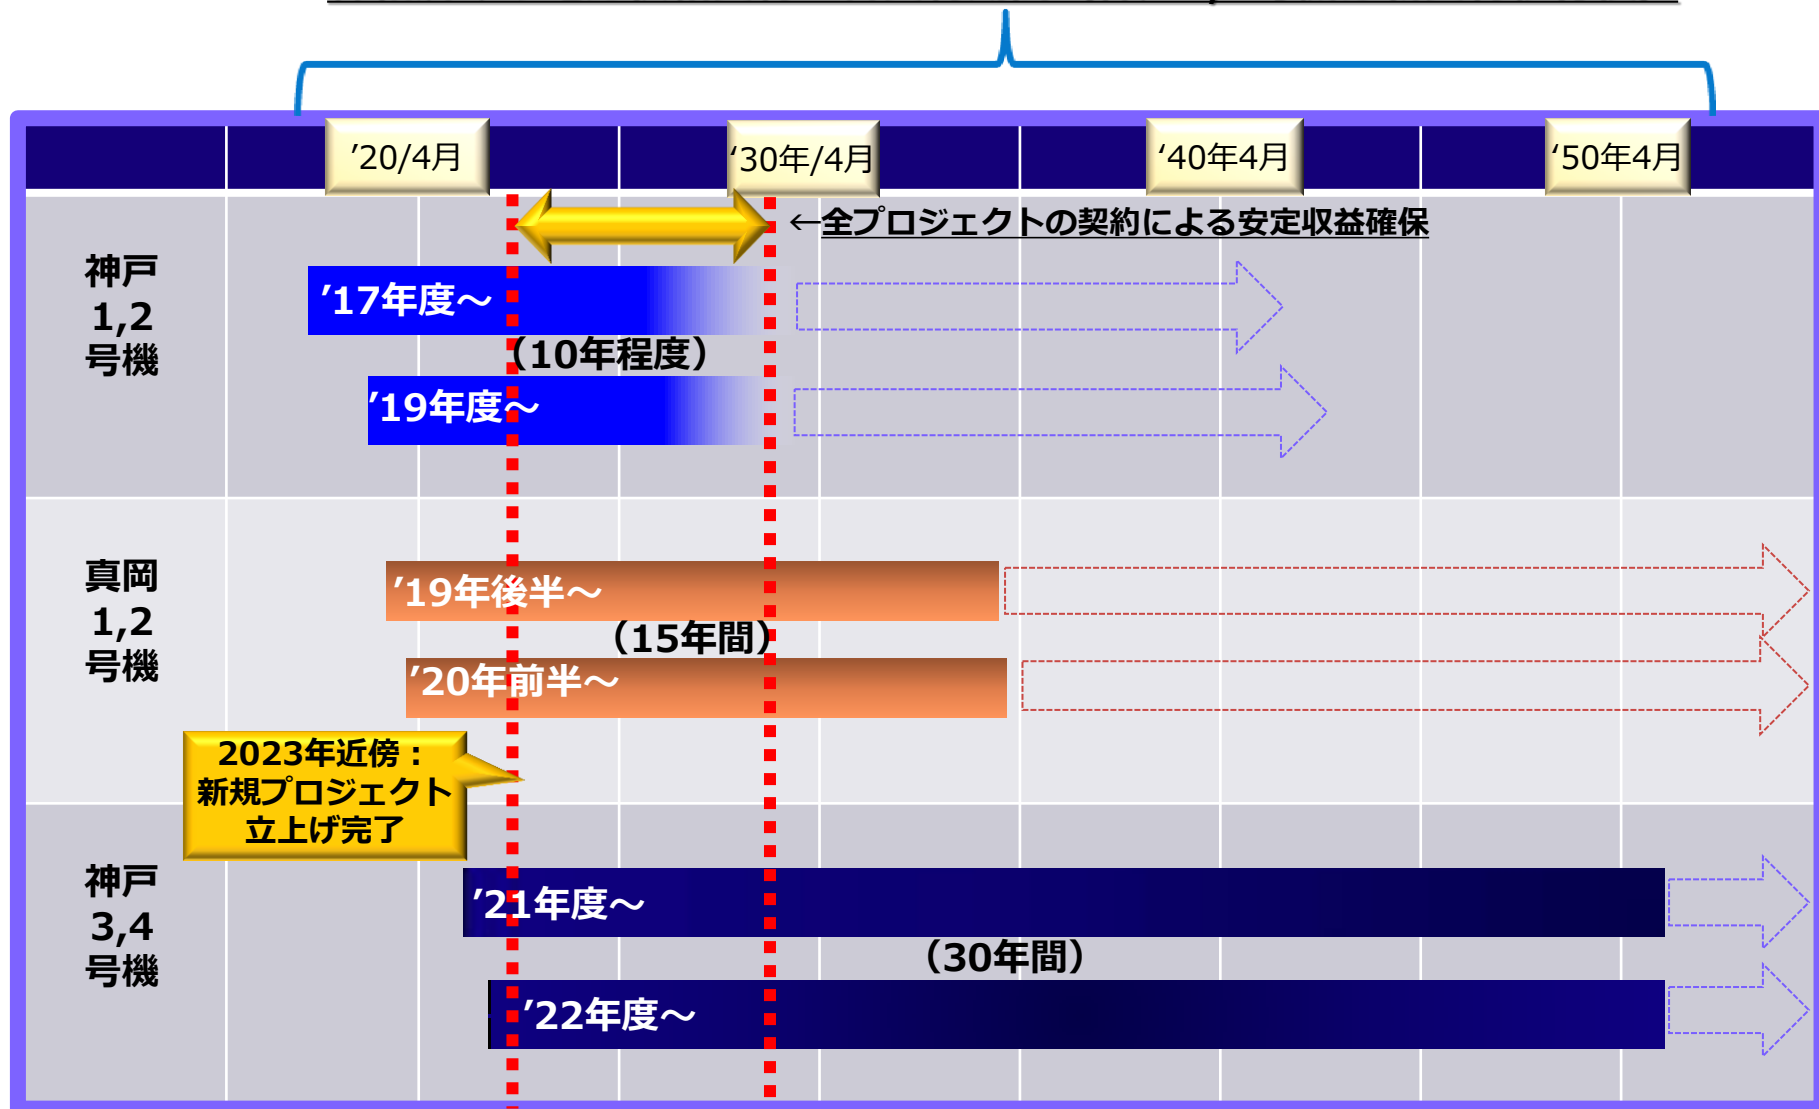 ’20/4月
‘30年/4月
‘40年4月
‘50年4月
←全プロジェクトの契約による安定収益確保
神戸
1,2
号機
’17年度～
（10年程度）
’19年度～
真岡
1,2
号機
’19年後半～
（15年間）
’20年前半～
2023年近傍：
新規プロジェクト
立上げ完了
神戸
3,4
号機
’21年度～
（30年間）
’22年度～